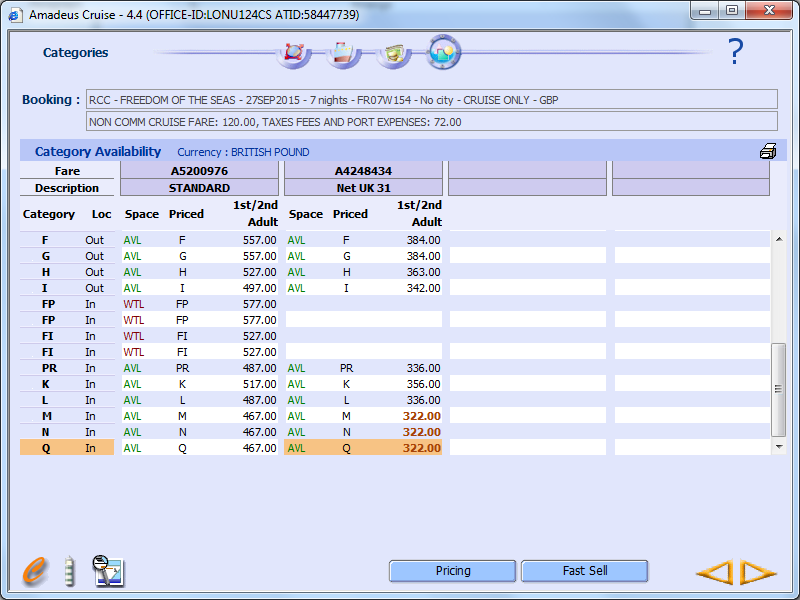 Amadeus Cruise - 4.4 (OFFICE-ID:LONU124CS ATID:58447739)
Categories
?
Booking : RCC - FREEDOM OF THE SEAS - 27SEP2015 - 7 nights - FR07W154 - No city - CRUISE ONLY - GBP
NON COMM CRUISE FARE: 120.00, TAXES FEES AND PORT EXPENSES: 72.00
Category Availability Currency : BRITISH POUND
Fare A5200976 A4248434
Description STANDARD Net UK 31
Category Loc Space Priced 1st/2nd Adult Space Priced 1st/2nd Adult
F Out AVL F 557.00 AVL F 384.00
G Out AVL G 557.00 AVL G 384.00
H Out AVL H 527.00 AVL H 363.00
I Out AVL I 497.00 AVL I 342.00
FP In WTL FP 577.00
FP In WTL FP 577.00
FI In WTL FI 527.00
FI In WTL FI 527.00
PR In AVL PR 487.00 AVL PR 336.00
K In AVL K 517.00 AVL K 356.00
L In AVL L 487.00 AVL L 336.00
M In AVL M 467.00 AVL M 322.00
N In AVL N 467.00 AVL N 322.00
Q In AVL Q 467.00 AVL Q 322.00
Pricing Fast Sell